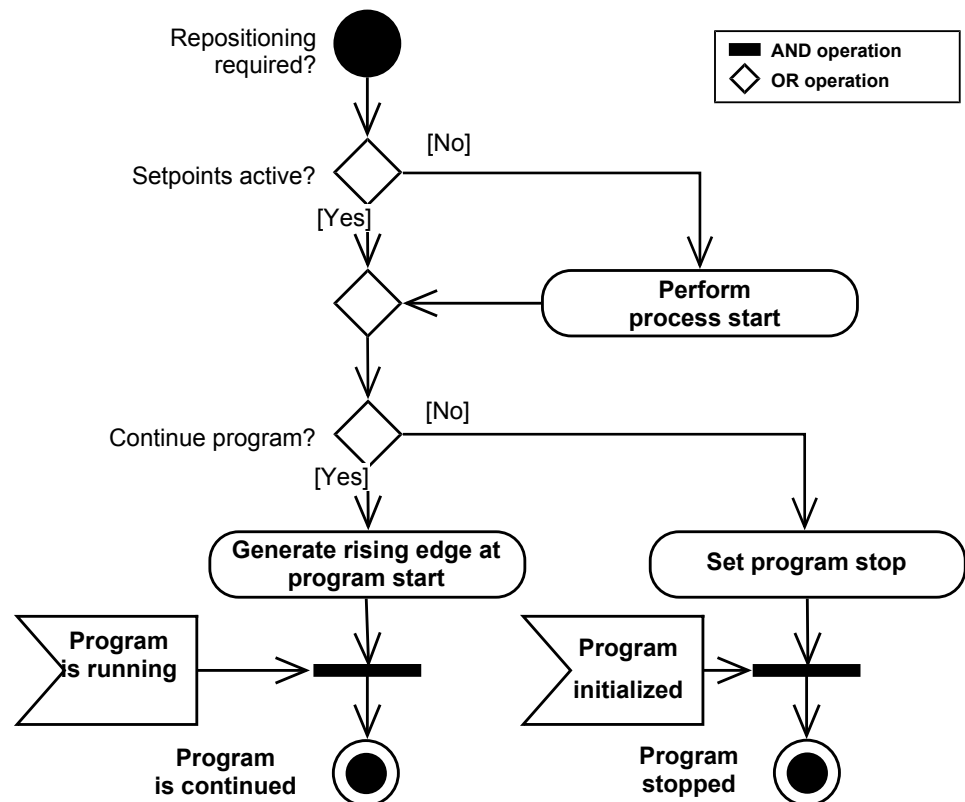 Repositioning
required?
AND operation
OR operation
[No]
Setpoints active?
[Yes]
Perform
process start
[No]
Continue program?
[Yes]
Generate rising edge at
program start
Set program stop
Program
is running
Program
initialized
Program
is continued
Program
stopped